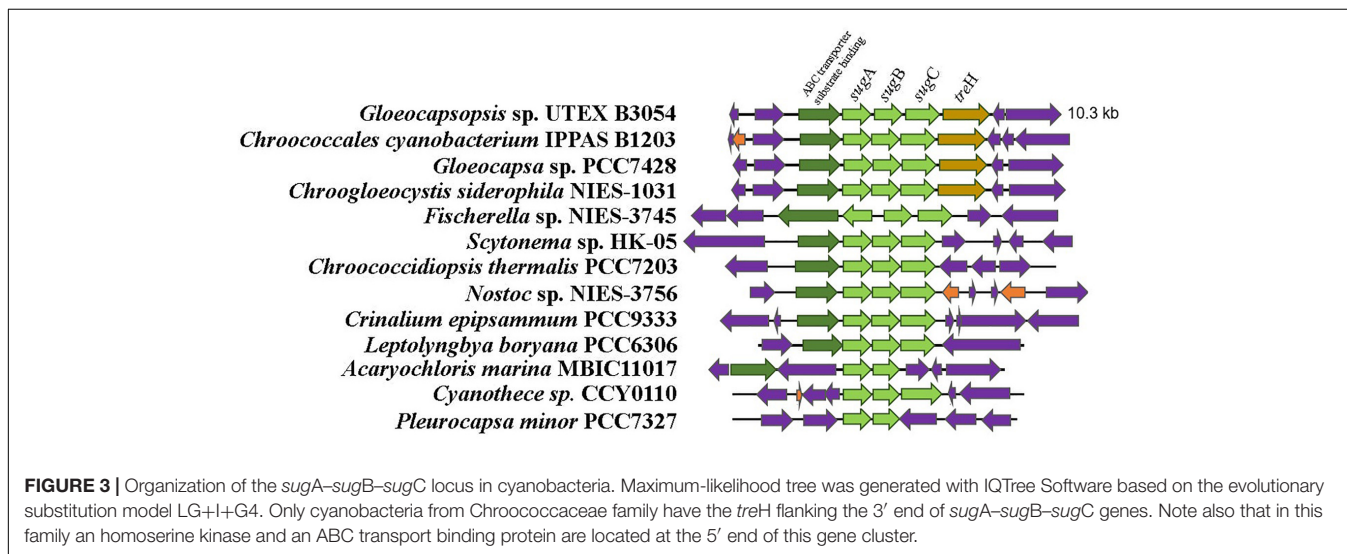 ABC transporter
substrate binding
sugA
sugB
sugC
treH
Gloeocapsopsis sp. UTEX B3054
10.3 kb
Chroococcales cyanobacterium IPPAS B1203
Gloeocapsa sp. PCC7428
Chroogloeocystis siderophila NIES-1031
Fischerella sp. NIES-3745
Scytonema sp. HK-05
Chroococcidiopsis thermalis PCC7203
Nostoc sp. NIES-3756
Crinalium epipsammum PCC9333
Leptolyngbya boryana PCC6306
Acaryochloris marina MBIC11017
Cyanothece sp. CCY0110
Pleurocapsa minor PCC7327
FIGURE 3 | Organization of the sugA–sugB–sugC locus in cyanobacteria. Maximum-likelihood tree was generated with IQTree Software based on the evolutionary
substitution model LG+I+G4. Only cyanobacteria from Chroococcaceae family have the treH flanking the 3′ end of sugA–sugB–sugC genes. Note also that in this
family an homoserine kinase and an ABC transport binding protein are located at the 5′ end of this gene cluster.